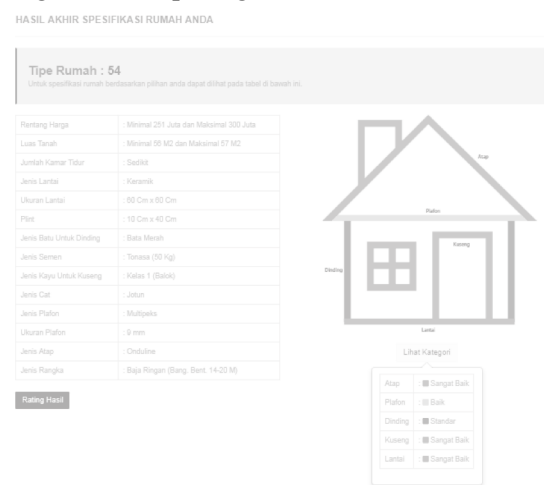 HASIL AKHIR SPESIFIKASI RUMAH ANDA
Tipe Rumah : 54
Untuk spesifikasi rumah berdasarkan pilihan anda dapat dilihat pada tabel di bawah ini.
Rentang Harga : Minimal 251 Juta dan Maksimal 300 Juta
Luas Tanah : Minimal 56 M2 dan Maksimal 57 M2
Jumlah Kamar Tidur : Sedikit
Jenis Lantai : Keramik
Ukuran Lantai : 60 Cm x 60 Cm
Plint : 10 Cm x 40 Cm
Jenis Batu Untuk Dinding : Bata Merah
Jenis Semen : Tonasa (50 Kg)
Jenis Kayu Untuk Kuseng : Kelas 1 (Balok)
Jenis Cat : Jotun
Jenis Plafon : Multipeks
Ukuran Plafon : 9 mm
Jenis Atap : Onduline
Jenis Rangka : Baja Ringan (Bang. Bent. 14-20 M)
Rating Hasil
Atap
Plafon
Kuseng
Dinding
Lantai
Lihat Kategori
Atap : Sangat Baik
Plafon : Baik
Dinding : Standar
Kuseng : Sangat Baik
Lantai : Sangat Baik